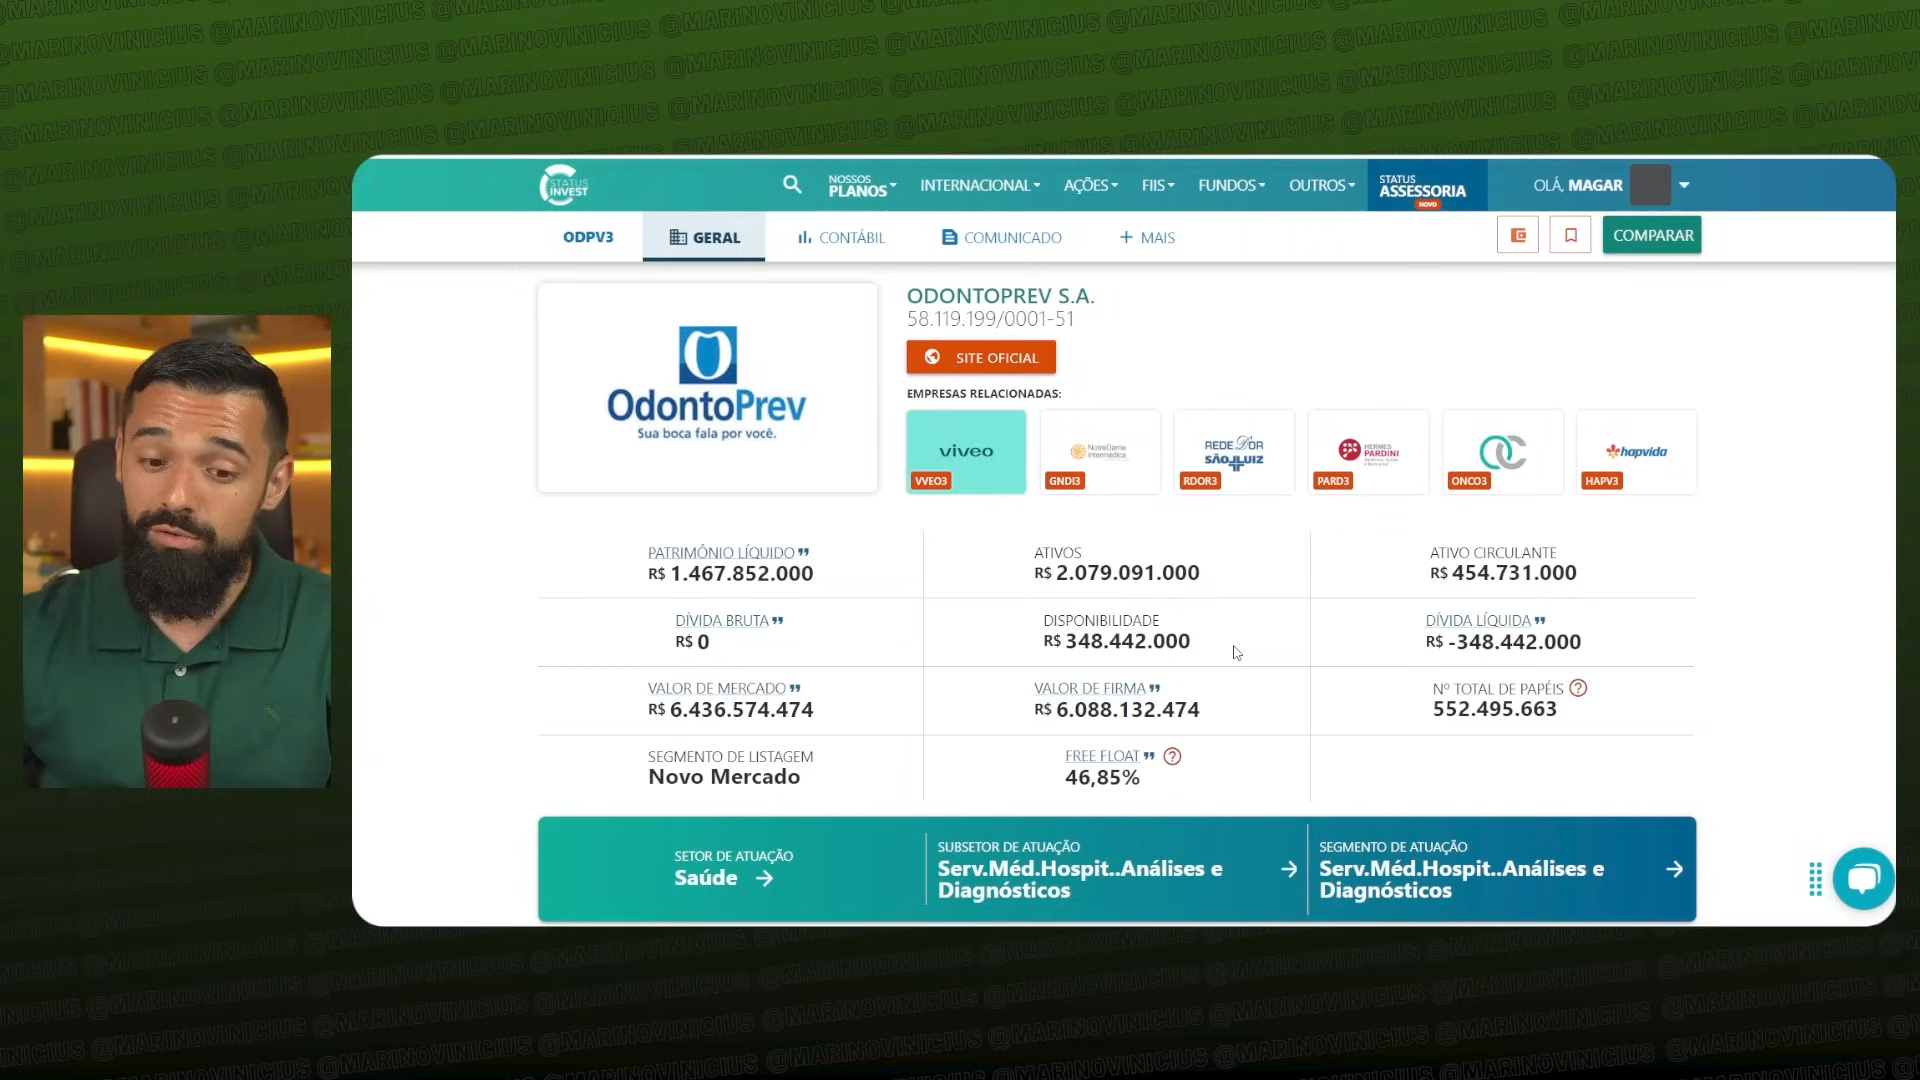 @MARINOVINICIUS @MARINOVINICIUS @MARINOVINICIUS @MARINOVINICIUS
STATUS INVEST
NOSSOS PLANOS
INTERNACIONAL
AÇÕES
FIIS
FUNDOS
OUTROS
STATUS ASSESSORIA
NOVO
OLÁ, MAGAR
ODPV3
GERAL
CONTÁBIL
COMUNICADO
+ MAIS
COMPARAR
OdontoPrev
Sua boca fala por você.
ODONTOPREV S.A.
58.119.199/0001-51
SITE OFICIAL
EMPRESAS RELACIONADAS:
viveo
VVEO3
NotreDame
Intermédica
GNDI3
REDE D'OR
SÃO LUIZ
RDOR3
HERMES
PARDINI
PARD3
ONCO3
hapvida
HAPV3
PATRIMÔNIO LÍQUIDO
R$ 1.467.852.000
ATIVOS
R$ 2.079.091.000
ATIVO CIRCULANTE
R$ 454.731.000
DÍVIDA BRUTA
R$ 0
DISPONIBILIDADE
R$ 348.442.000
DÍVIDA LÍQUIDA
R$ -348.442.000
VALOR DE MERCADO
R$ 6.436.574.474
VALOR DE FIRMA
R$ 6.088.132.474
Nº TOTAL DE PAPÉIS ?
552.495.663
SEGMENTO DE LISTAGEM
Novo Mercado
FREE FLOAT ?
46,85%
SETOR DE ATUAÇÃO
Saúde
SUBSETOR DE ATUAÇÃO
Serv.Méd.Hospit..Análises e
Diagnósticos
SEGMENTO DE ATUAÇÃO
Serv.Méd.Hospit..Análises e
Diagnósticos